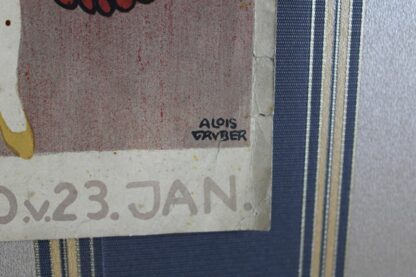 ALOIS
GRUBER
v. 23. JAN.